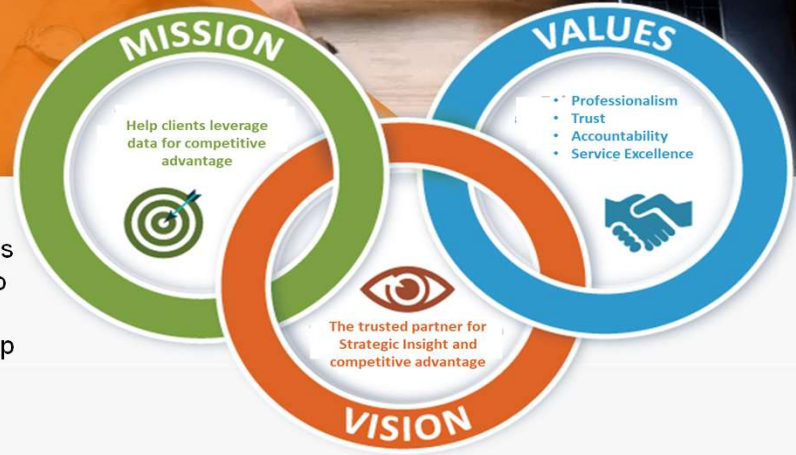 MISSION
Help clients leverage
data for competitive
advantage
VALUES
• Professionalism
• Trust
• Accountability
• Service Excellence
The trusted partner for
Strategic Insight and
competitive advantage
VISION